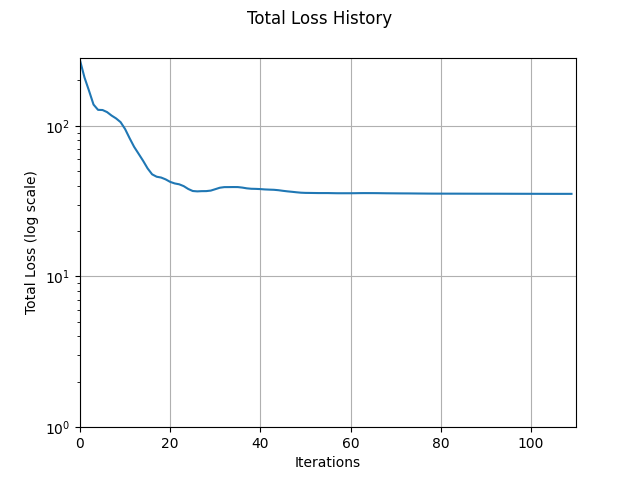 Total Loss History
Total Loss (log scale)
10²
10¹
10⁰
0 20 40 60 80 100
Iterations